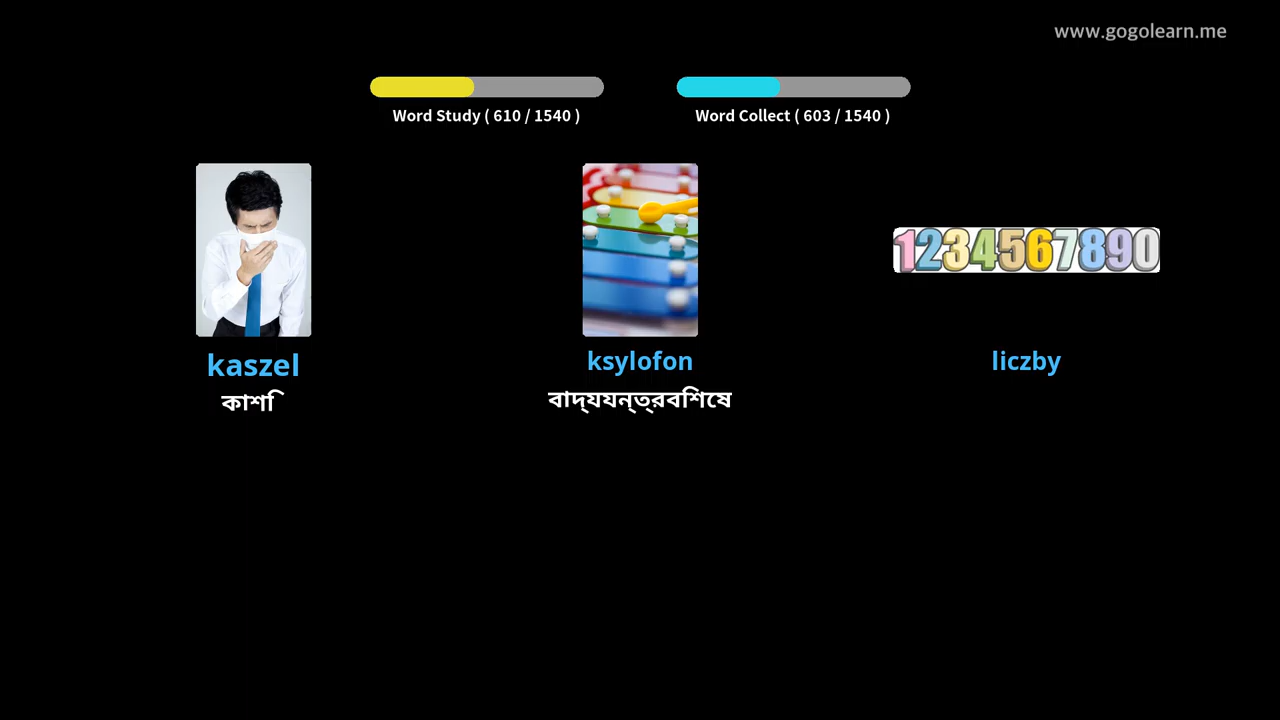 www.gogolearn.me
Word Study ( 610 / 1540 )
Word Collect ( 603 / 1540 )
1234567890
kaszel
ksylofon
liczby
কাশি
বাদ্যযন্ত্রবিশেষ